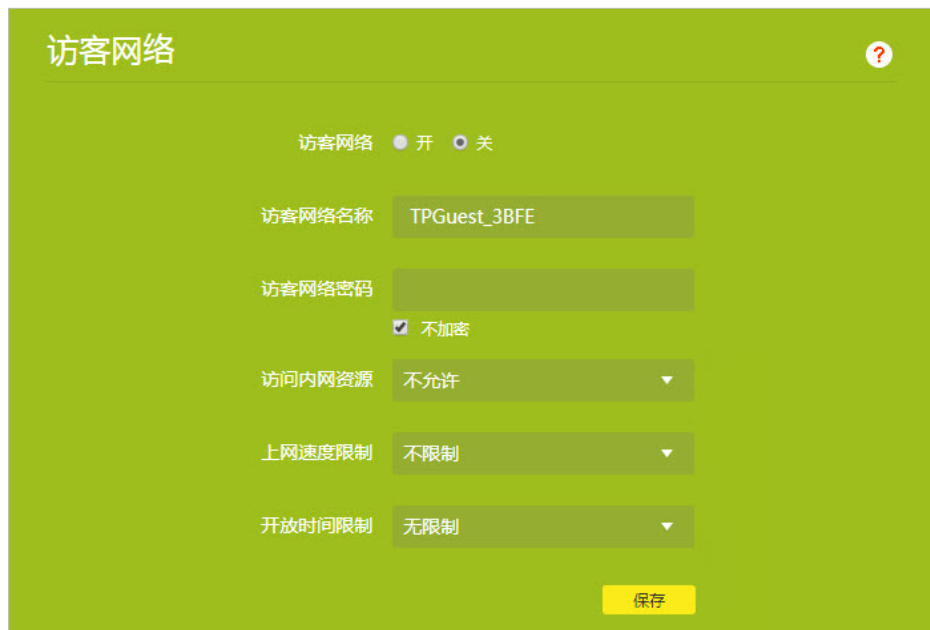 访客网络
?
访客网络 开 关
访客网络名称 TPGuest_3BFE
访客网络密码
不加密
访问内网资源 不允许
上网速度限制 不限制
开放时间限制 无限制
保存